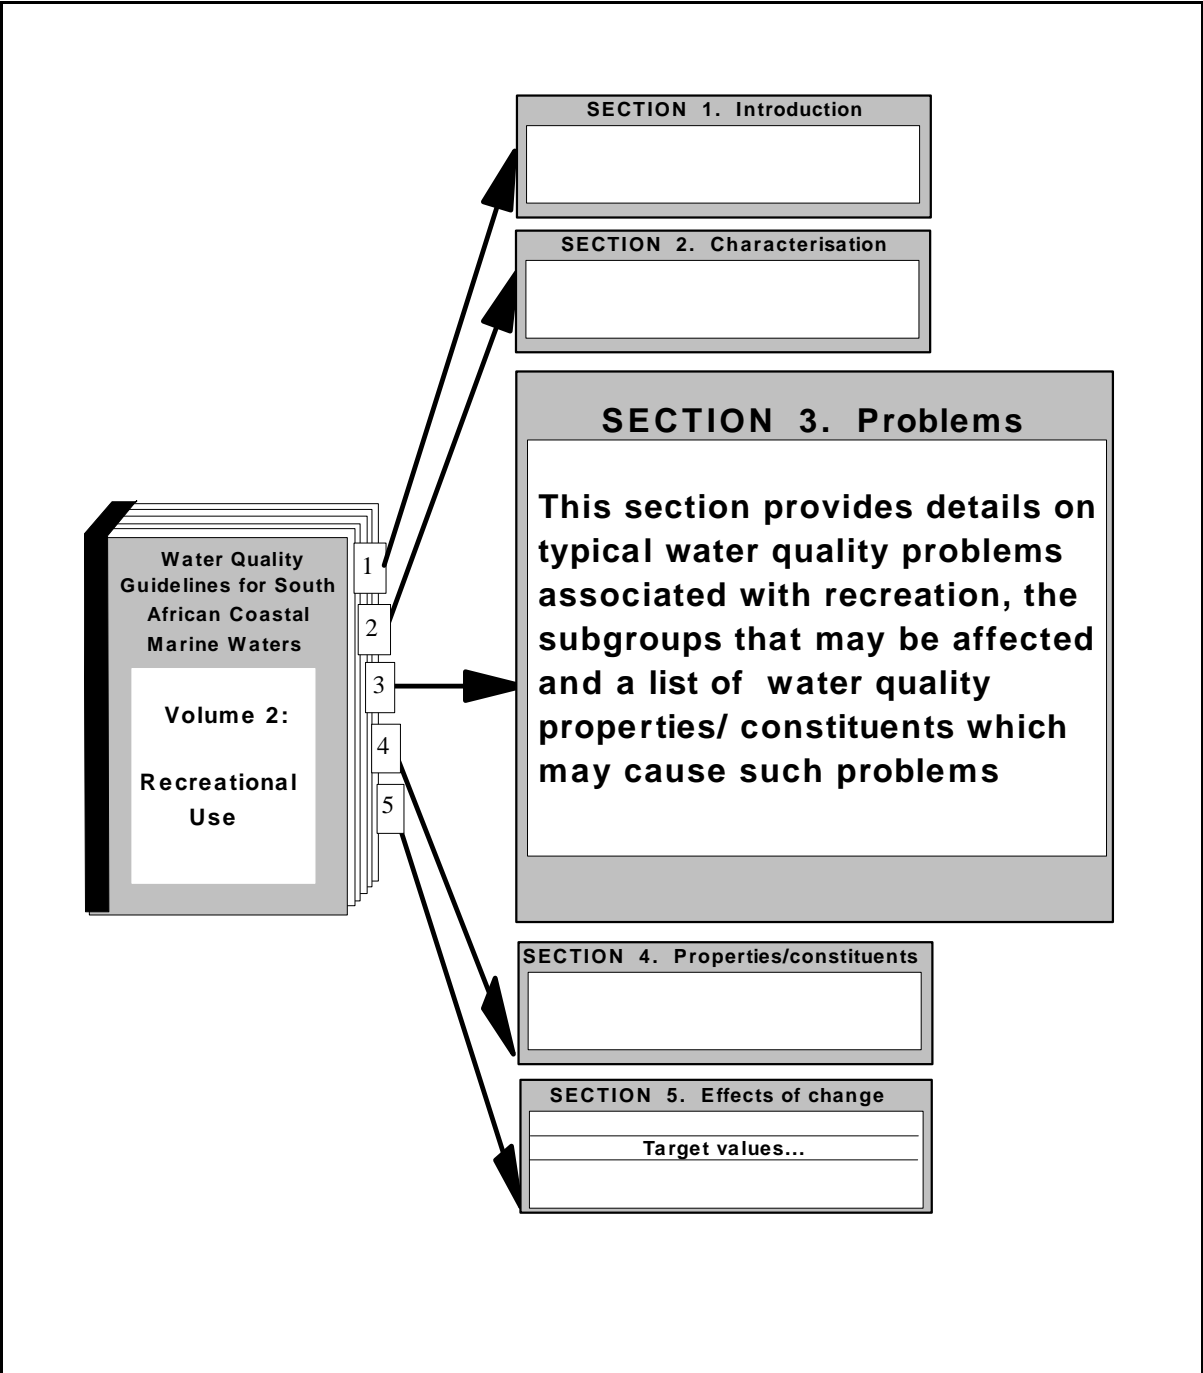 SECTION 1. Introduction
SECTION 2. Characterisation
SECTION 3. Problems
This section provides details on
typical water quality problems
associated with recreation, the
subgroups that may be affected
and a list of water quality
properties/ constituents which
may cause such problems
Water Quality
Guidelines for South
African Coastal
Marine Waters
Volume 2:
Recreational
Use
1
2
3
4
5
SECTION 4. Properties/constituents
SECTION 5. Effects of change
Target values...